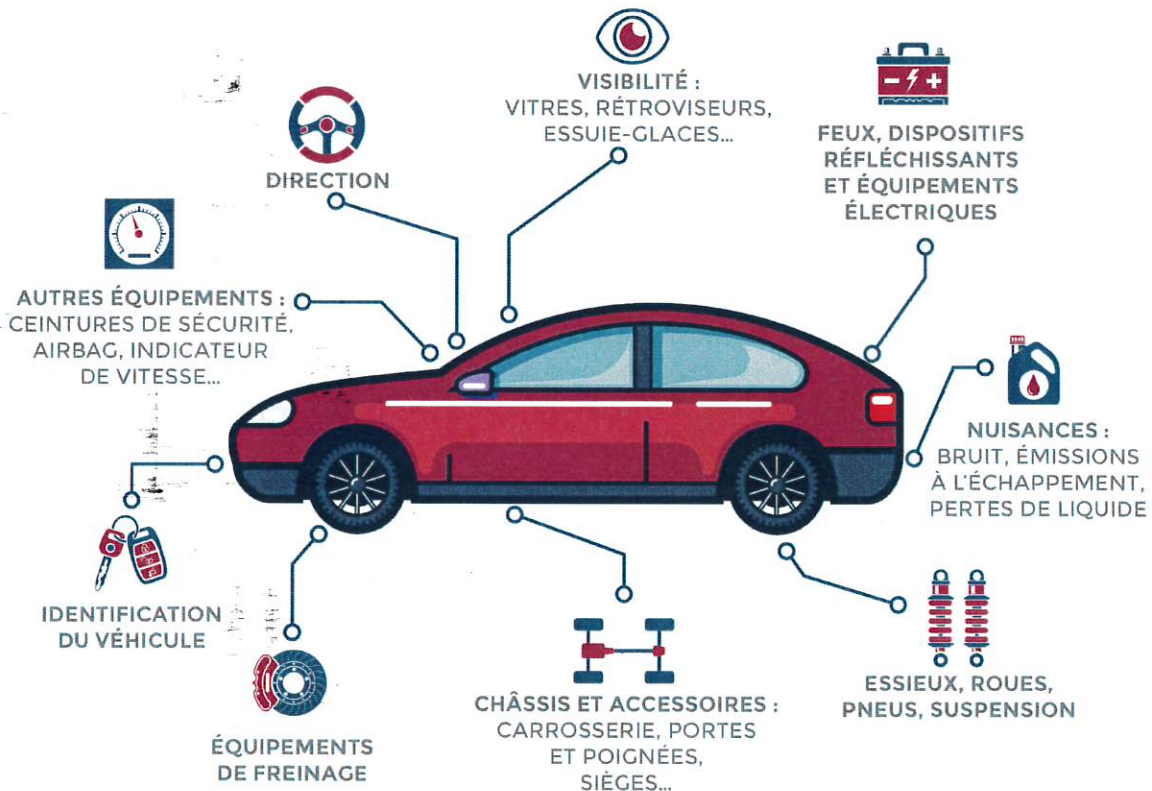 VISIBILITÉ :
VITRES, RÉTROVISEURS,
ESSUIE-GLACES...
FEUX, DISPOSITIFS
RÉFLÉCHISSANTS
ET ÉQUIPEMENTS
ÉLECTRIQUES
DIRECTION
AUTRES ÉQUIPEMENTS :
CEINTURES DE SÉCURITÉ,
AIRBAG, INDICATEUR
DE VITESSE...
NUISANCES :
BRUIT, ÉMISSIONS
À L'ÉCHAPPEMENT,
PERTES DE LIQUIDE
IDENTIFICATION
DU VÉHICULE
ÉQUIPEMENTS
DE FREINAGE
CHÂSSIS ET ACCESSOIRES :
CARROSSERIE, PORTES
ET POIGNÉES,
SIÈGES...
ESSIEUX, ROUES,
PNEUS, SUSPENSION